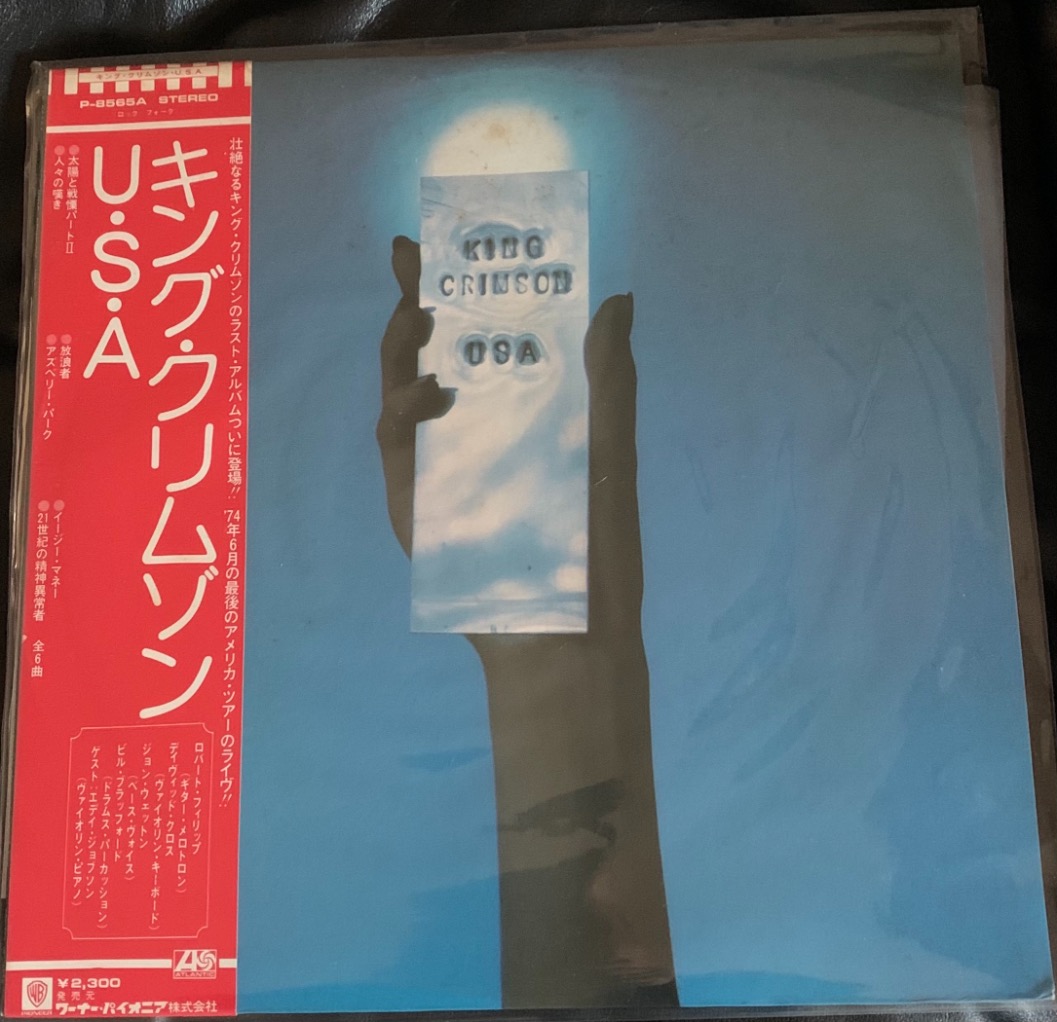 キング・クリムゾン・U.S.A
P-8565A STEREO
ロック フォーク
壮絶なるキング・クリムゾンのラスト・アルバムついに登場!! '74年6月の最後のアメリカ・ツアーのライヴ!!
キング・クリムゾン
U・S・A
●太陽と戦慄パートII
●人々の嘆き
●放浪者
●アズベリー・パーク
●イージー・マネー
●21世紀の精神異常者 全6曲
ロバート・フィリップ
(ギター・メロトロン)
デイヴィッド・クロス
(ヴァイオリン・キーボード)
ジョン・ウェットン
(ベース・ヴォイス)
ビル・ブラッフォード
(ドラムス・パーカッション)
ゲスト:エディ・ジョブソン
(ヴァイオリン・ピアノ)
ATLANTIC
WB
PIONEER
¥2,300
発売元
ワーナー・パイオニア株式会社
KING
CRIMSON
USA